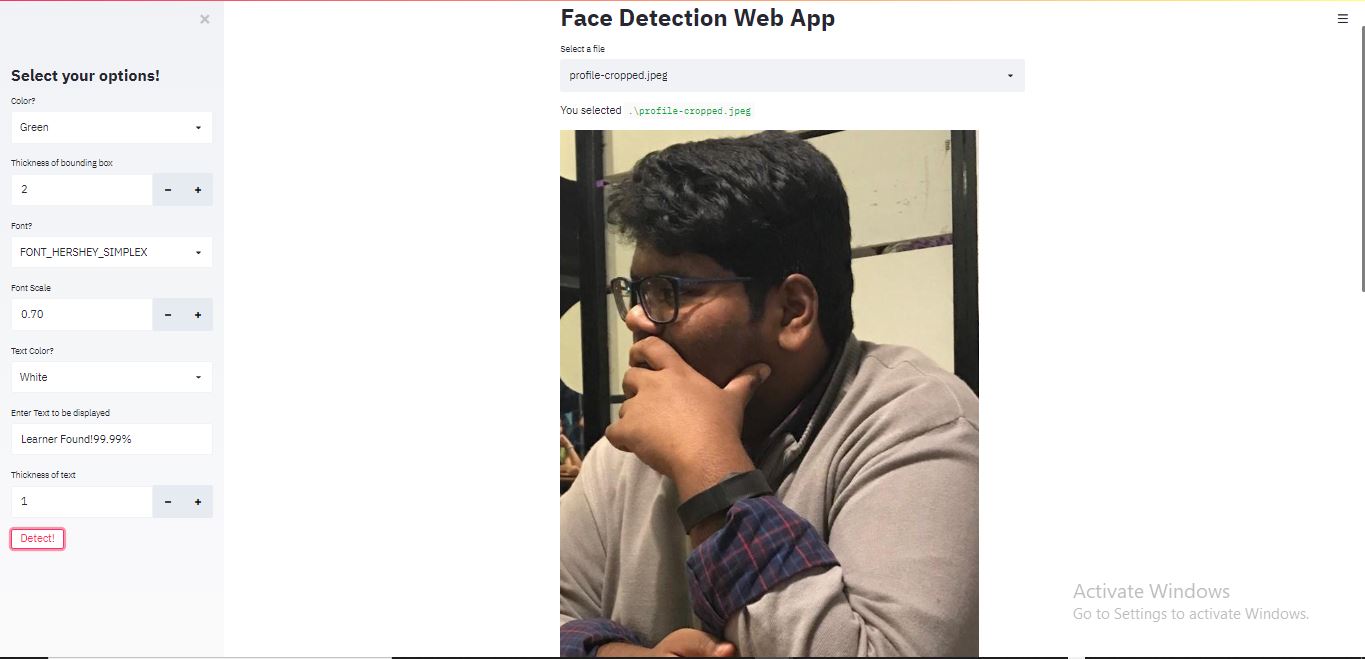 ×
Select your options!
Color?
Green
Thickness of bounding box
2
− +
Font?
FONT_HERSHEY_SIMPLEX
Font Scale
0.70
− +
Text Color?
White
Enter Text to be displayed
Learner Found!99.99%
Thickness of text
1
− +
Detect!
Face Detection Web App
Select a file
profile-cropped.jpeg
You selected .\profile-cropped.jpeg
Activate Windows
Go to Settings to activate Windows.